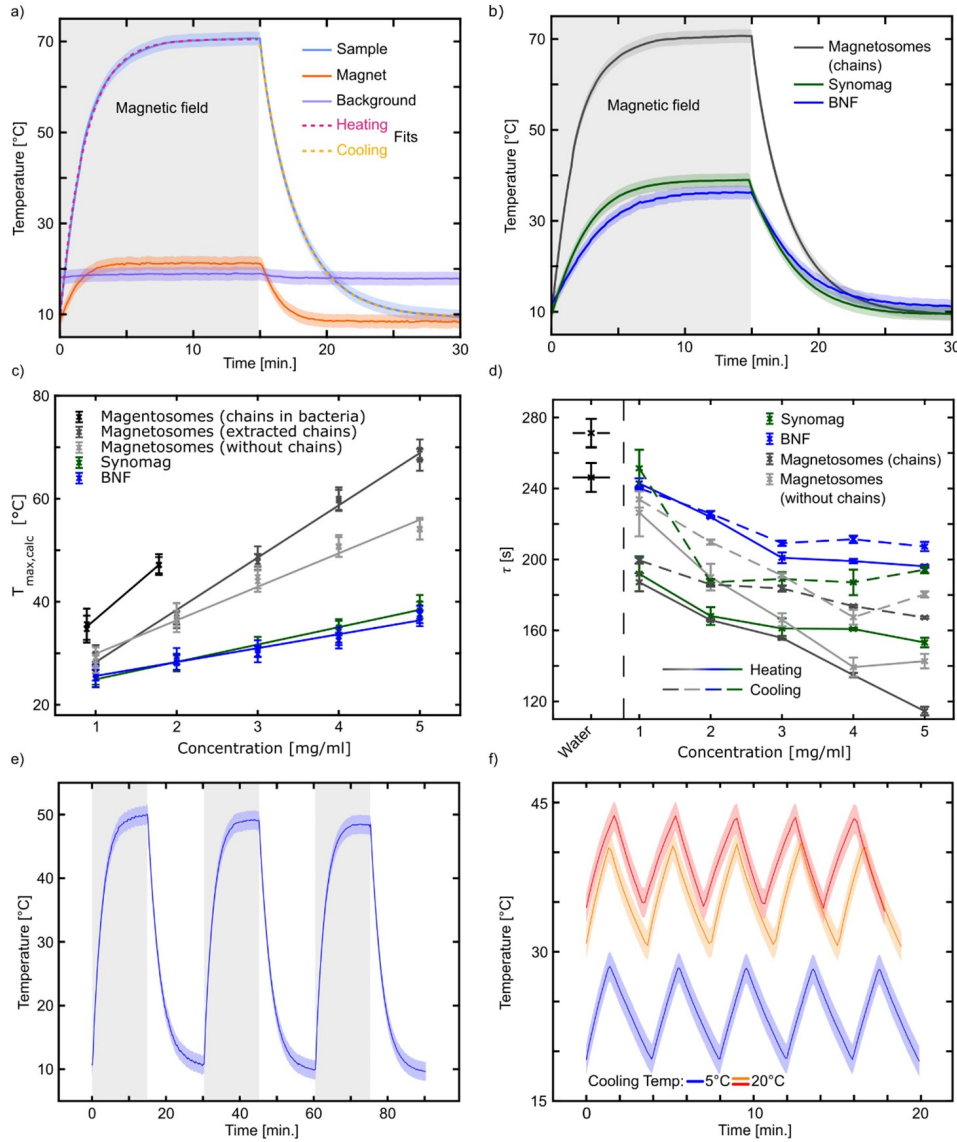 a)
70
50
30
10
Temperature [°C]
Magnetic field
Sample
Magnet
Background
Heating
Fits
Cooling
0
10
20
30
Time [min.]
b)
70
50
30
10
Temperature [°C]
Magnetic field
Magnetosomes
(chains)
Synomag
BNF
0
10
20
30
Time [min.]
c)
80
60
40
20
Tmax,calc [°C]
Magentosomes (chains in bacteria)
Magnetosomes (extracted chains)
Magnetosomes (without chains)
Synomag
BNF
1
2
3
4
5
Concentration [mg/ml]
d)
280
240
200
160
120
τ [s]
Synomag
BNF
Magnetosomes (chains)
Magnetosomes
(without chains)
Heating
Cooling
Water
1
2
3
4
5
Concentration [mg/ml]
e)
50
40
30
20
10
Temperature [°C]
0
20
40
60
80
Time [min.]
f)
45
30
15
Temperature [°C]
Cooling Temp: 5°C 20°C
0
10
20
Time [min.]